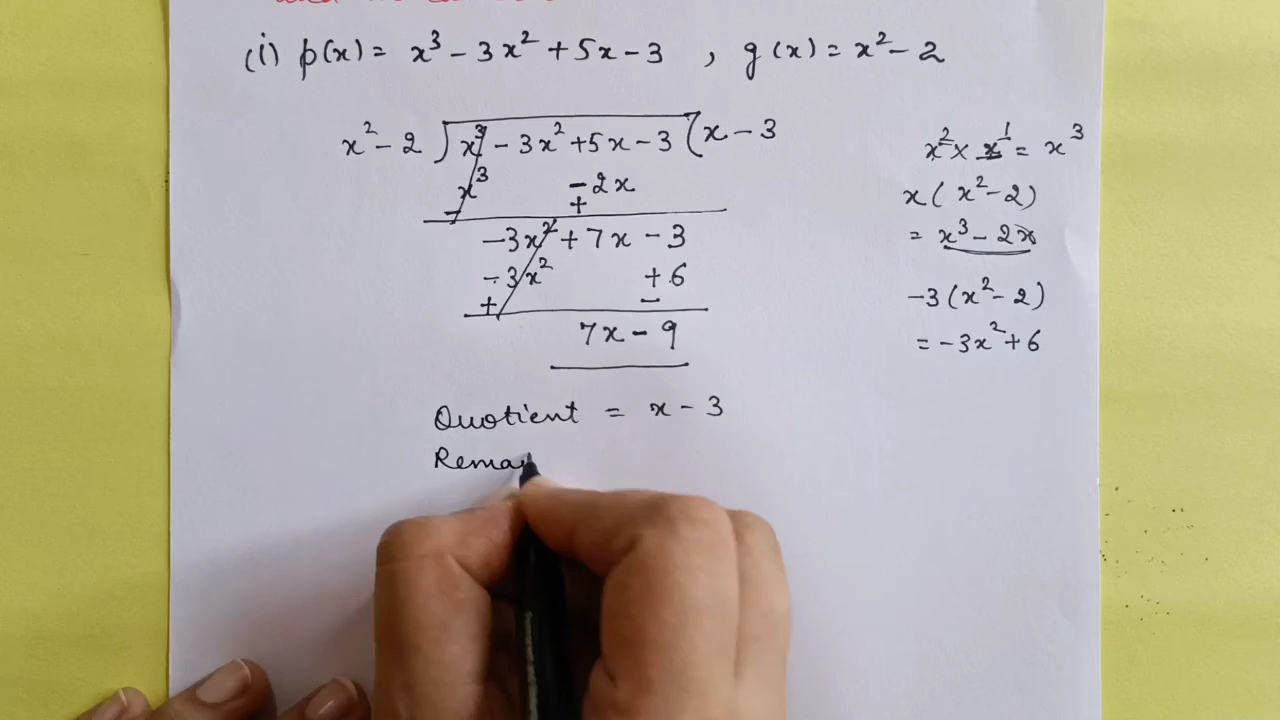 (i) p(x) = x³ - 3x² + 5x - 3 , g(x) = x² - 2
x² - 2 ) x³ - 3x² + 5x - 3 ( x - 3
x³ - 2x
- +
-3x² + 7x - 3
-3x² + 6
+ -
7x - 9
Quotient = x - 3
Remai
x² × x¹ = x³
x ( x² - 2 )
= x³ - 2x
-3 ( x² - 2 )
= -3x² + 6